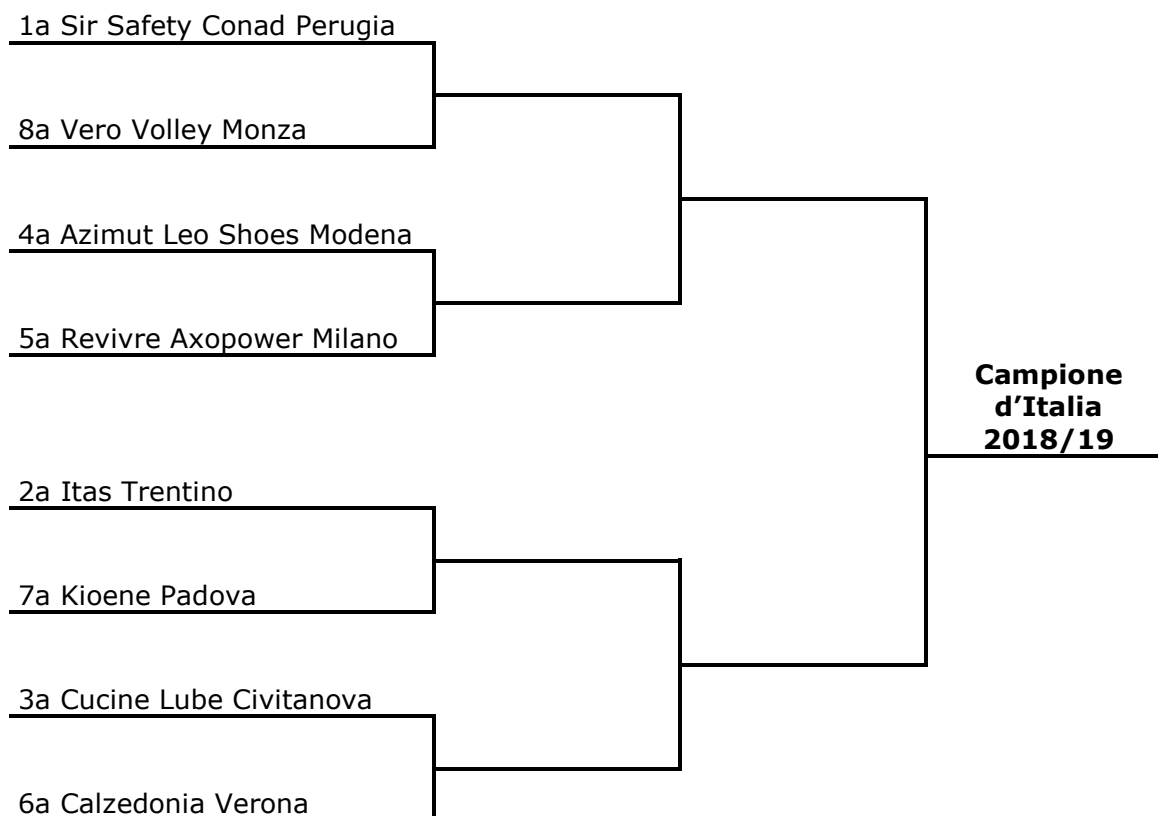 1a Sir Safety Conad Perugia
8a Vero Volley Monza
4a Azimut Leo Shoes Modena
5a Revivre Axopower Milano
Campione
d’Italia
2018/19
2a Itas Trentino
7a Kioene Padova
3a Cucine Lube Civitanova
6a Calzedonia Verona